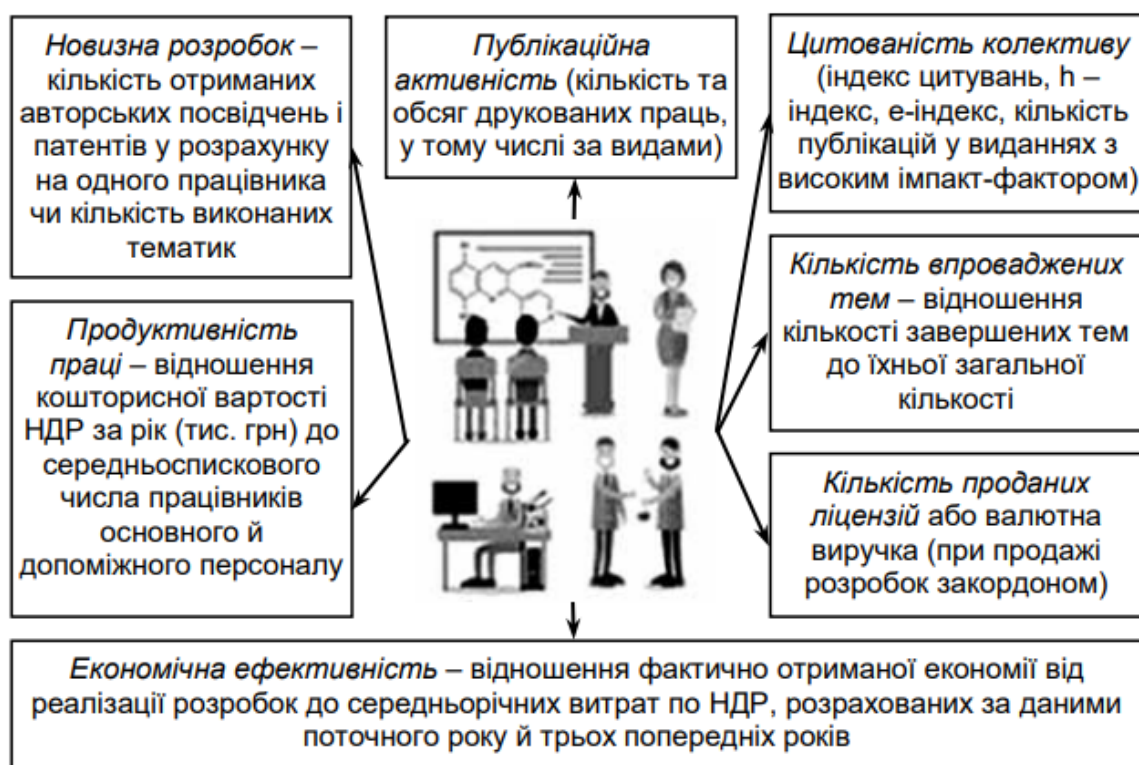 Новизна розробок –
кількість отриманих
авторських посвідчень і
патентів у розрахунку
на одного працівника
чи кількість виконаних
тематик
Публікаційна
активність (кількість та
обсяг друкованих праць,
у тому числі за видами)
Цитованість колективу
(індекс цитувань, h –
індекс, е-індекс, кількість
публікацій у виданнях з
високим імпакт-фактором)
Продуктивність
праці – відношення
кошторисної вартості
НДР за рік (тис. грн) до
середньоспискового
числа працівників
основного й
допоміжного персоналу
Кількість впроваджених
тем – відношення
кількості завершених тем
до їхньої загальної
кількості
Кількість проданих
ліцензій або валютна
виручка (при продажі
розробок закордоном)
Економічна ефективність – відношення фактично отриманої економії від
реалізації розробок до середньорічних витрат по НДР, розрахованих за даними
поточного року й трьох попередніх років